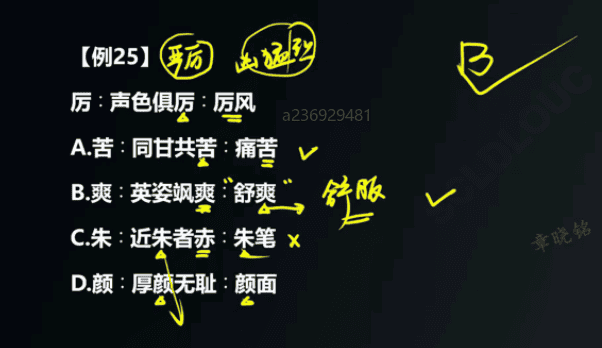 【例25】 严厉 凶猛烈 B
厉：声色俱厉：厉风
a236929481
A.苦：同甘共苦：痛苦
B.爽：英姿飒爽：“舒爽” 舒服
C.朱：近朱者赤：朱笔
章晓铭
D.颜：厚颜无耻：颜面